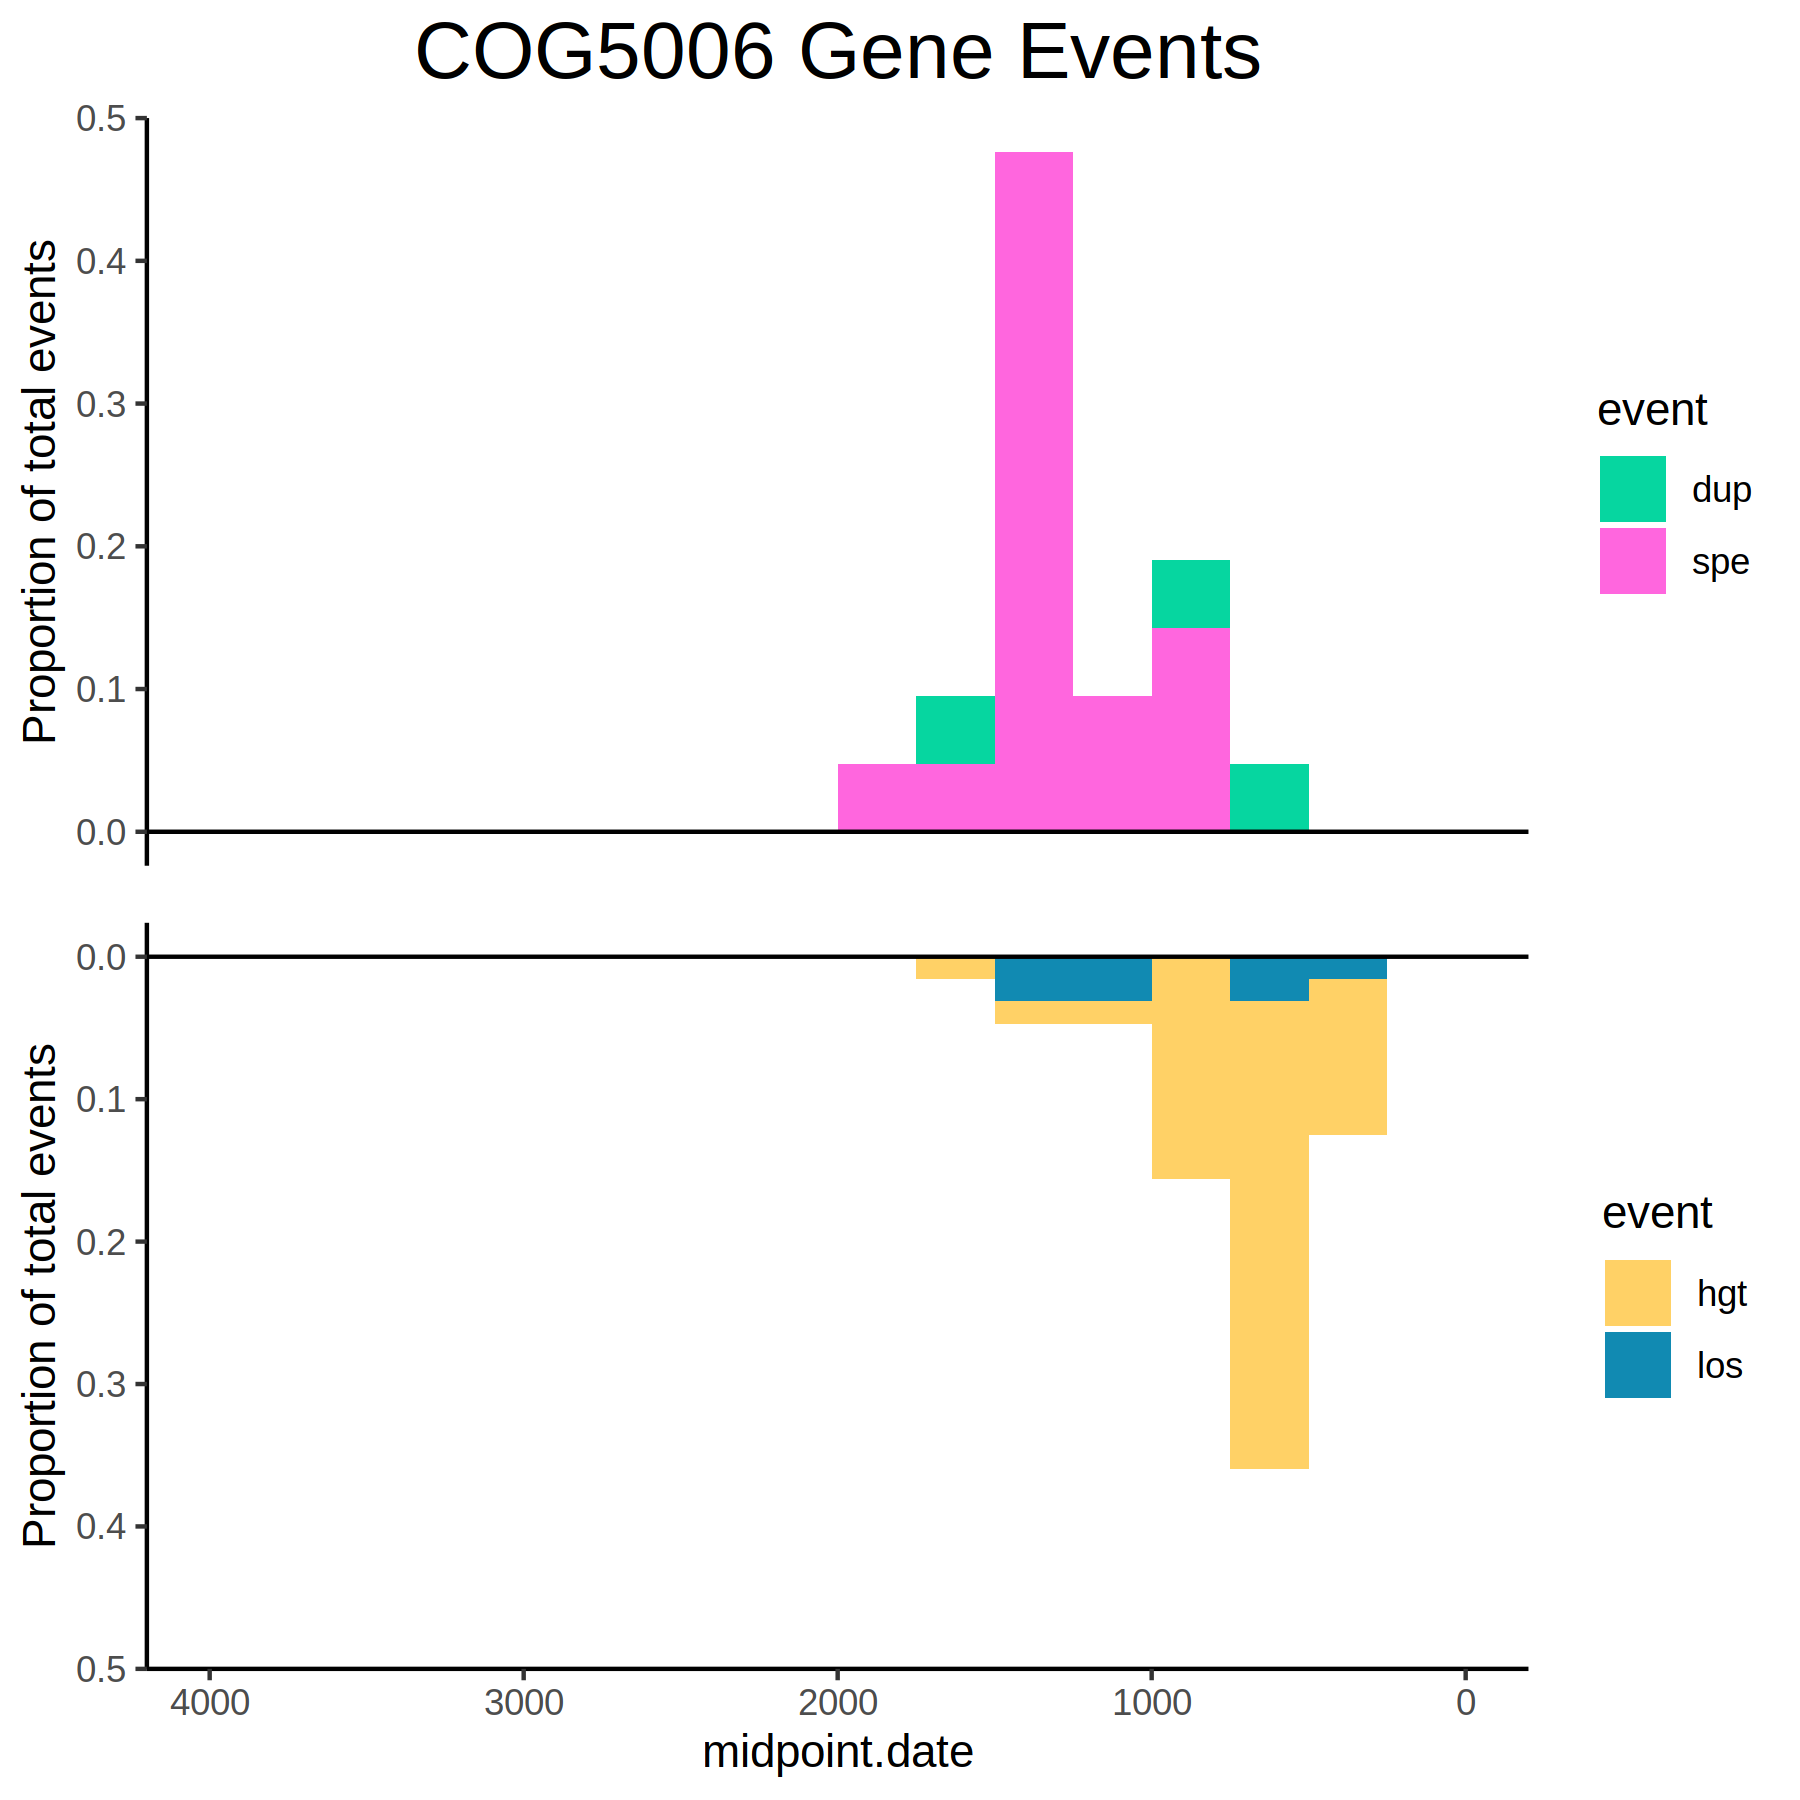 COG5006 Gene Events
Proportion of total events
0.5
0.4
0.3
0.2
0.1
0.0
event
dup
spe
Proportion of total events
0.0
0.1
0.2
0.3
0.4
0.5
event
hgt
los
4000 3000 2000 1000 0
midpoint.date